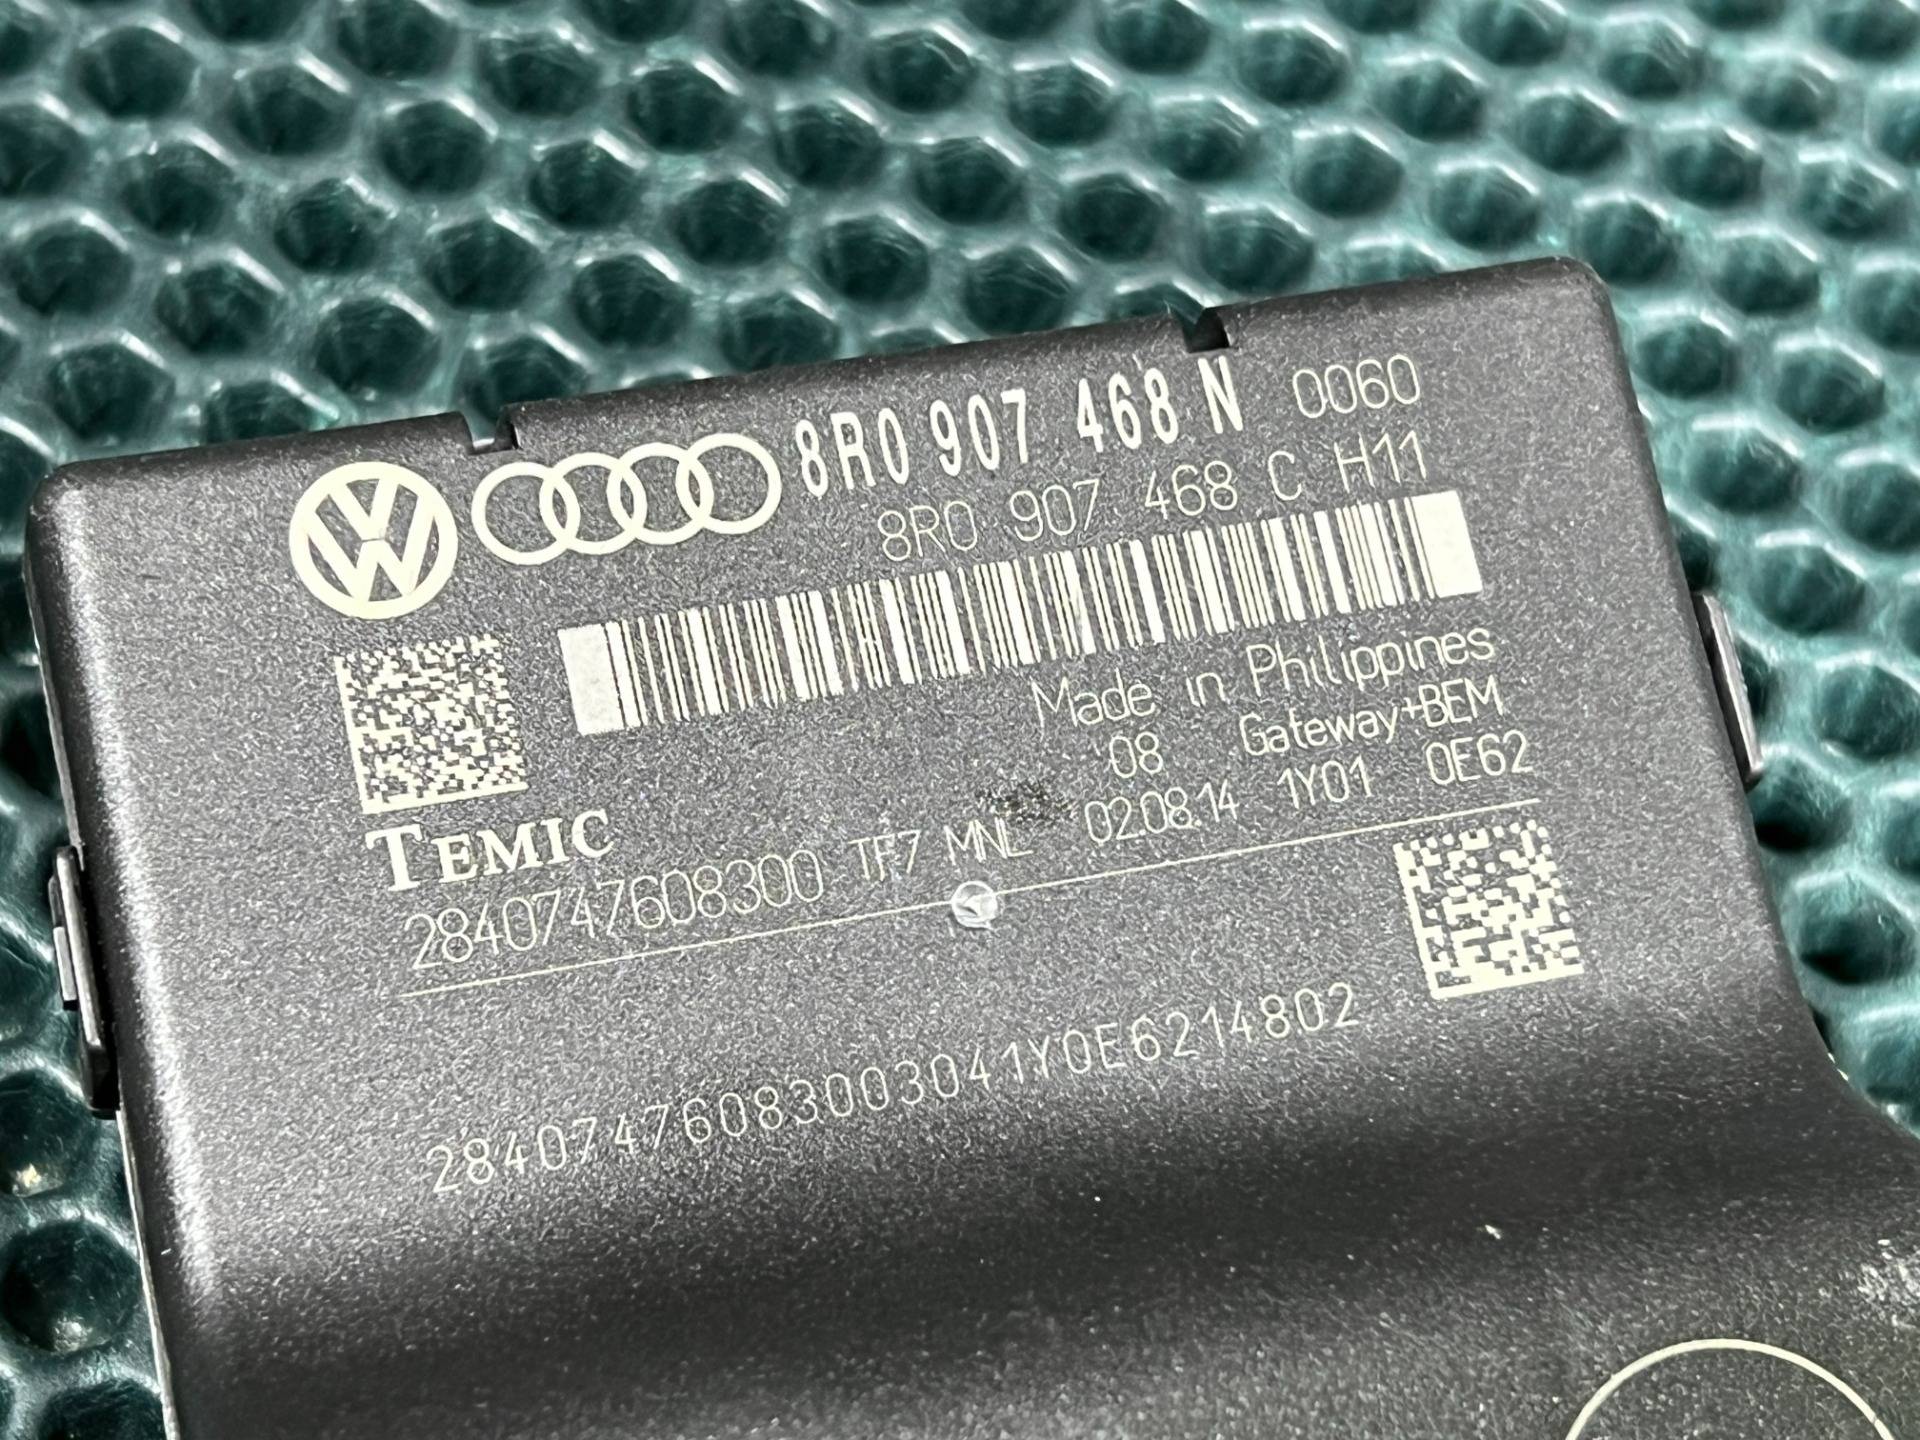 8R0 907 468 N 0060
8R0 907 468 C H11
Made in Philippines
08 Gateway+BEM
TEMIC
2840747608300 TF7 MNL 02.08.14 1Y01 0E62
28407476083003041Y0E6214802